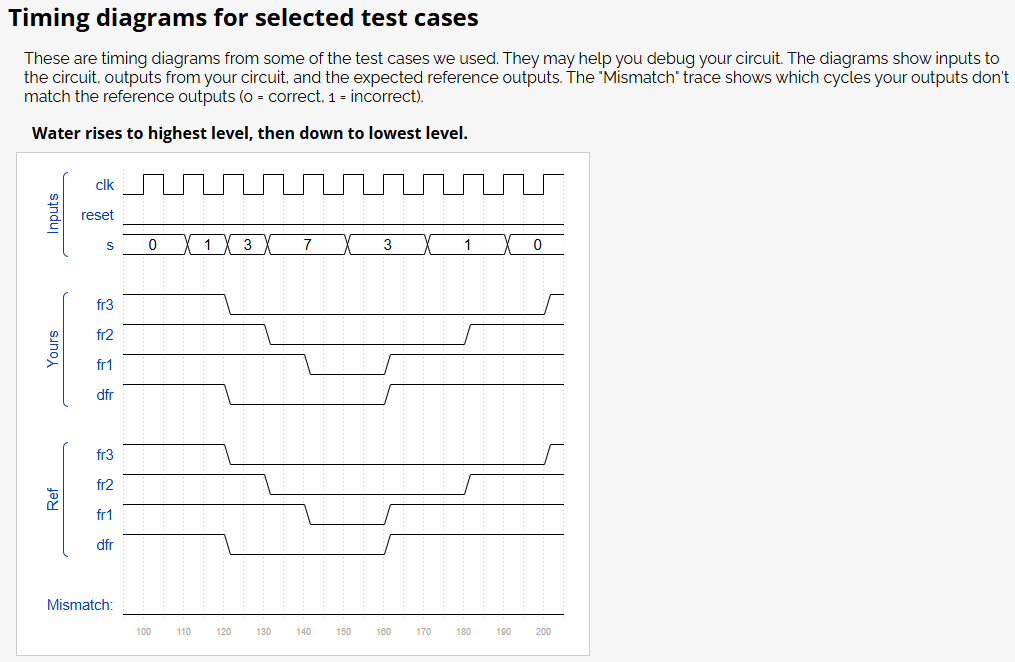 Timing diagrams for selected test cases
These are timing diagrams from some of the test cases we used. They may help you debug your circuit. The diagrams show inputs to
the circuit, outputs from your circuit, and the expected reference outputs. The "Mismatch" trace shows which cycles your outputs don't
match the reference outputs (0 = correct, 1 = incorrect).
Water rises to highest level, then down to lowest level.
Inputs
clk
reset
s 0 1 3 7 3 1 0
Yours
fr3
fr2
fr1
dfr
Ref
fr3
fr2
fr1
dfr
Mismatch:
100 110 120 130 140 150 160 170 180 190 200